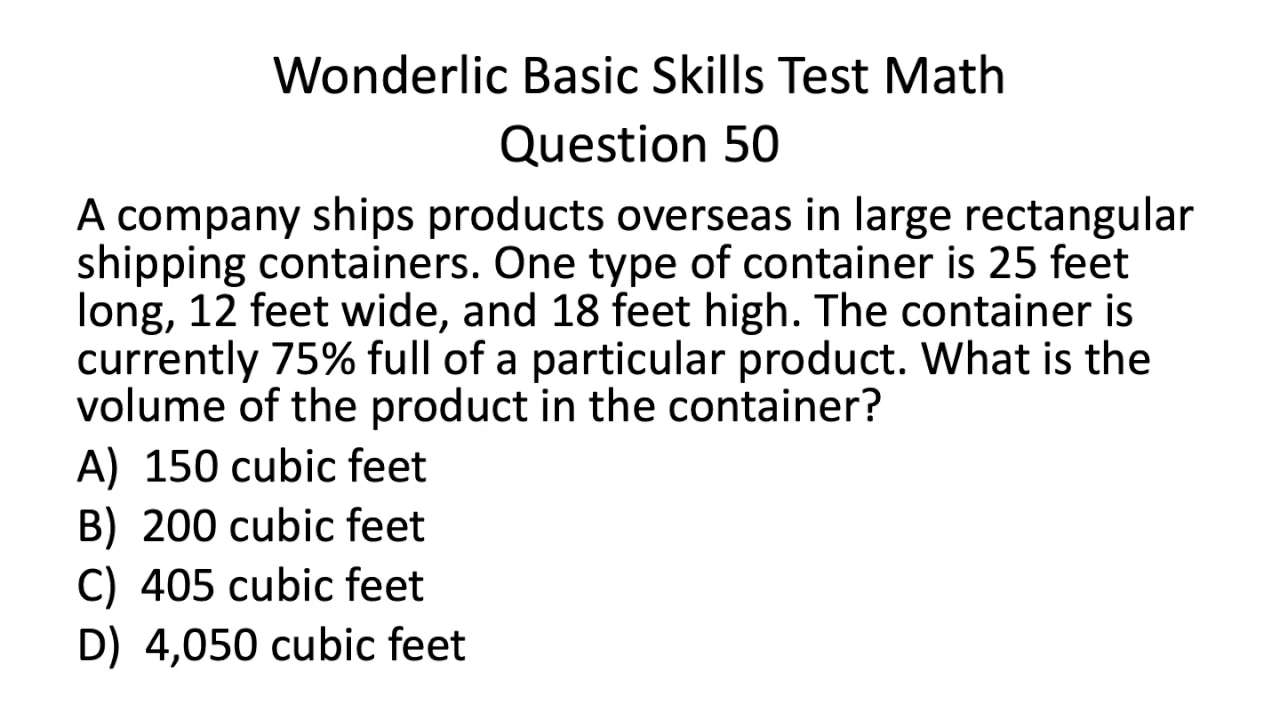 Wonderlic Basic Skills Test Math
Question 50
A company ships products overseas in large rectangular
shipping containers. One type of container is 25 feet
long, 12 feet wide, and 18 feet high. The container is
currently 75% full of a particular product. What is the
volume of the product in the container?
A) 150 cubic feet
B) 200 cubic feet
C) 405 cubic feet
D) 4,050 cubic feet